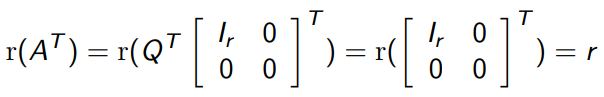 r(A^T) = r(Q^T [ I_r 0 ; 0 0 ]^T) = r([ I_r 0 ; 0 0 ]^T) = r